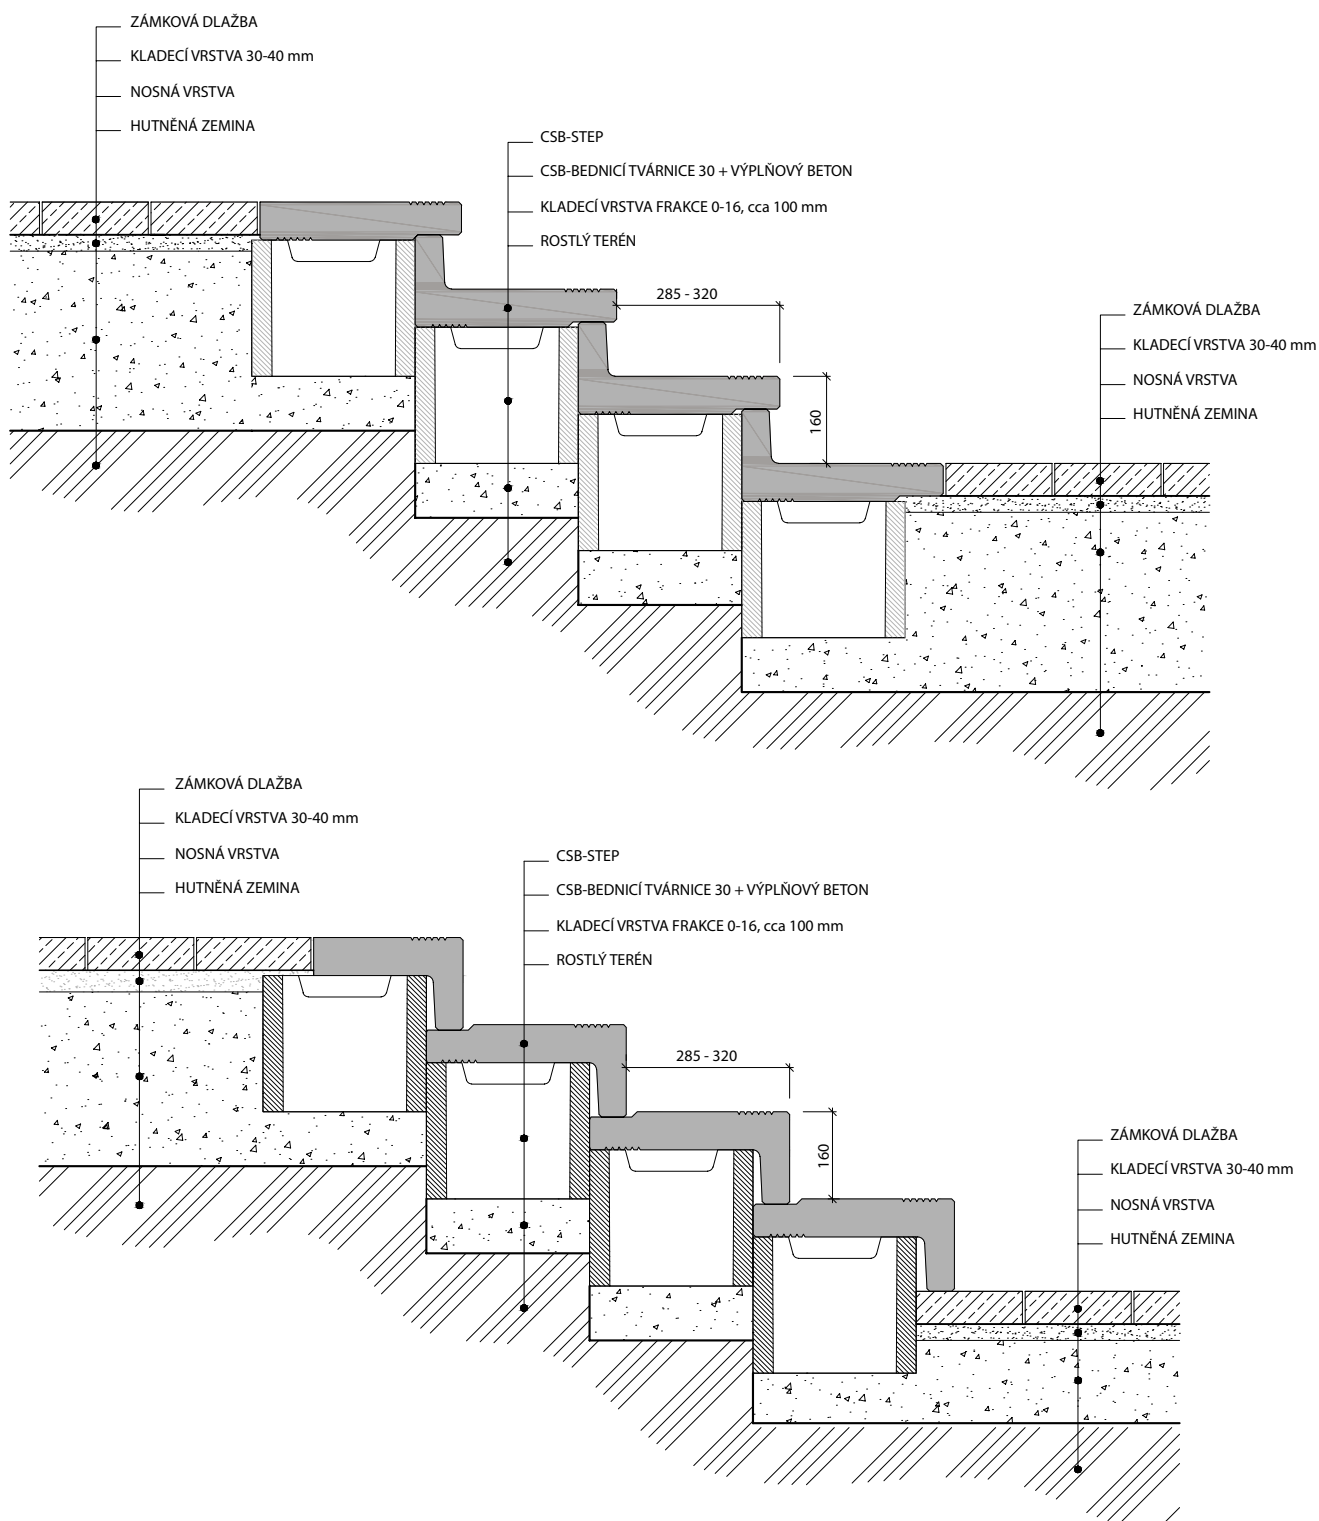 ZÁMKOVÁ DLAŽBA
KLADECÍ VRSTVA 30-40 mm
NOSNÁ VRSTVA
HUTNĚNÁ ZEMINA
CSB-STEP
CSB-BEDNICÍ TVÁRNICE 30 + VÝPLŇOVÝ BETON
KLADECÍ VRSTVA FRAKCE 0-16, cca 100 mm
ROSTLÝ TERÉN
285 - 320
160
ZÁMKOVÁ DLAŽBA
KLADECÍ VRSTVA 30-40 mm
NOSNÁ VRSTVA
HUTNĚNÁ ZEMINA
ZÁMKOVÁ DLAŽBA
KLADECÍ VRSTVA 30-40 mm
NOSNÁ VRSTVA
HUTNĚNÁ ZEMINA
CSB-STEP
CSB-BEDNICÍ TVÁRNICE 30 + VÝPLŇOVÝ BETON
KLADECÍ VRSTVA FRAKCE 0-16, cca 100 mm
ROSTLÝ TERÉN
285 - 320
160
ZÁMKOVÁ DLAŽBA
KLADECÍ VRSTVA 30-40 mm
NOSNÁ VRSTVA
HUTNĚNÁ ZEMINA